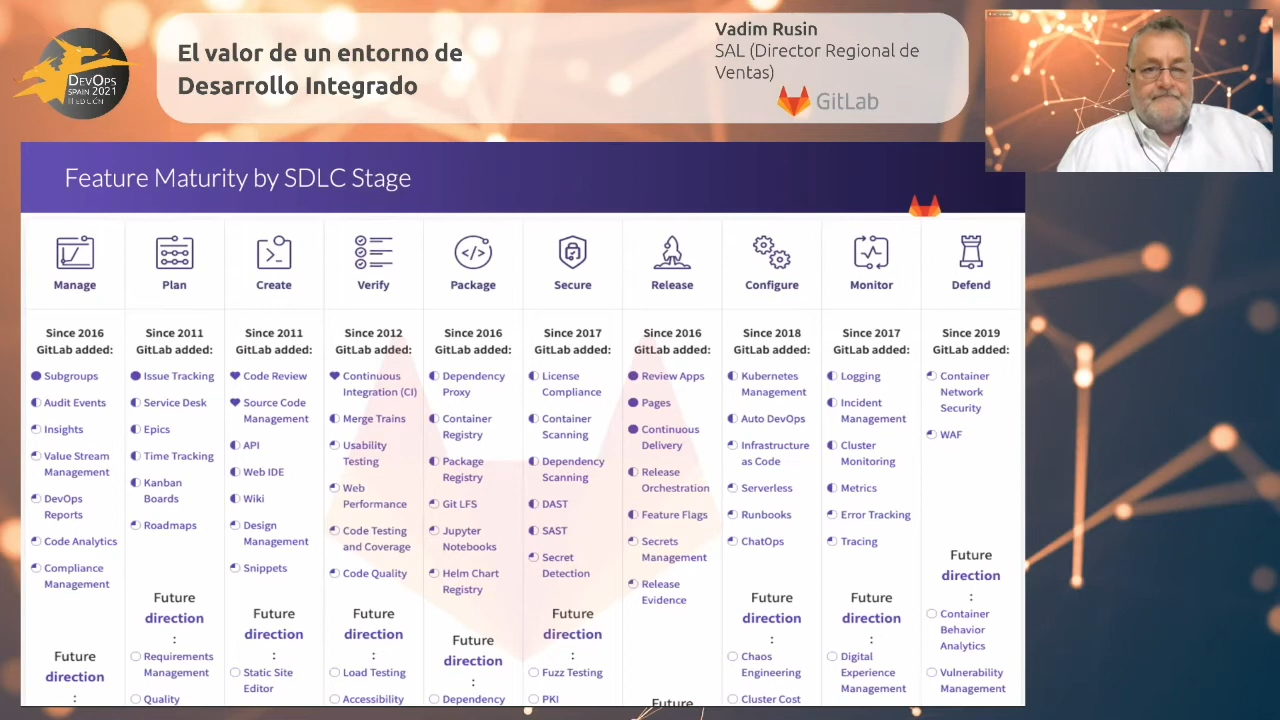 DEVOPS
SPAIN 2021
III EDICIÓN
El valor de un entorno de
Desarrollo Integrado
Vadim Rusin
SAL (Director Regional de
Ventas)
GitLab
Feature Maturity by SDLC Stage
Manage
Since 2016
GitLab added:
Subgroups
Audit Events
Insights
Value Stream
Management
DevOps
Reports
Code Analytics
Compliance
Management
Future
direction
:
Plan
Since 2011
GitLab added:
Issue Tracking
Service Desk
Epics
Time Tracking
Kanban
Boards
Roadmaps
Future
direction
:
Requirements
Management
Quality
Create
Since 2011
GitLab added:
Code Review
Source Code
Management
API
Web IDE
Wiki
Design
Management
Snippets
Future
direction
:
Static Site
Editor
Verify
Since 2012
GitLab added:
Continuous
Integration (CI)
Merge Trains
Usability
Testing
Web
Performance
Code Testing
and Coverage
Code Quality
Future
direction
:
Load Testing
Accessibility
Package
Since 2016
GitLab added:
Dependency
Proxy
Container
Registry
Package
Registry
Git LFS
Jupyter
Notebooks
Helm Chart
Registry
Future
direction
:
Dependency
Secure
Since 2017
GitLab added:
License
Compliance
Container
Scanning
Dependency
Scanning
DAST
SAST
Secret
Detection
Future
direction
:
Fuzz Testing
PKI
Release
Since 2016
GitLab added:
Review Apps
Pages
Continuous
Delivery
Release
Orchestration
Feature Flags
Secrets
Management
Release
Evidence
Future
Configure
Since 2018
GitLab added:
Kubernetes
Management
Auto DevOps
Infrastructure
as Code
Serverless
Runbooks
ChatOps
Future
direction
:
Chaos
Engineering
Cluster Cost
Monitor
Since 2017
GitLab added:
Logging
Incident
Management
Cluster
Monitoring
Metrics
Error Tracking
Tracing
Future
direction
:
Digital
Experience
Management
Defend
Since 2019
GitLab added:
Container
Network
Security
WAF
Future
direction
:
Container
Behavior
Analytics
Vulnerability
Management